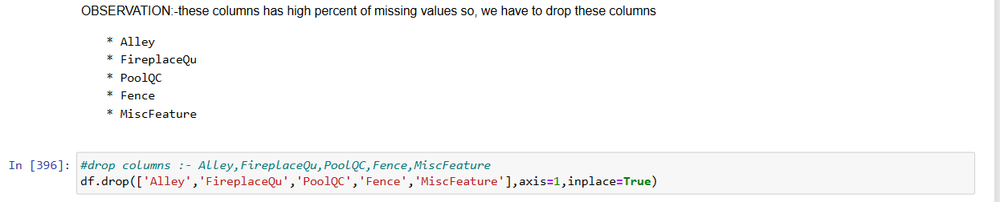 OBSERVATION:-these columns has high percent of missing values so, we have to drop these columns
* Alley
* FireplaceQu
* PoolQC
* Fence
* MiscFeature
In [396]: #drop columns :- Alley,FireplaceQu,PoolQC,Fence,MiscFeature
df.drop(['Alley','FireplaceQu','PoolQC','Fence','MiscFeature'],axis=1,inplace=True)